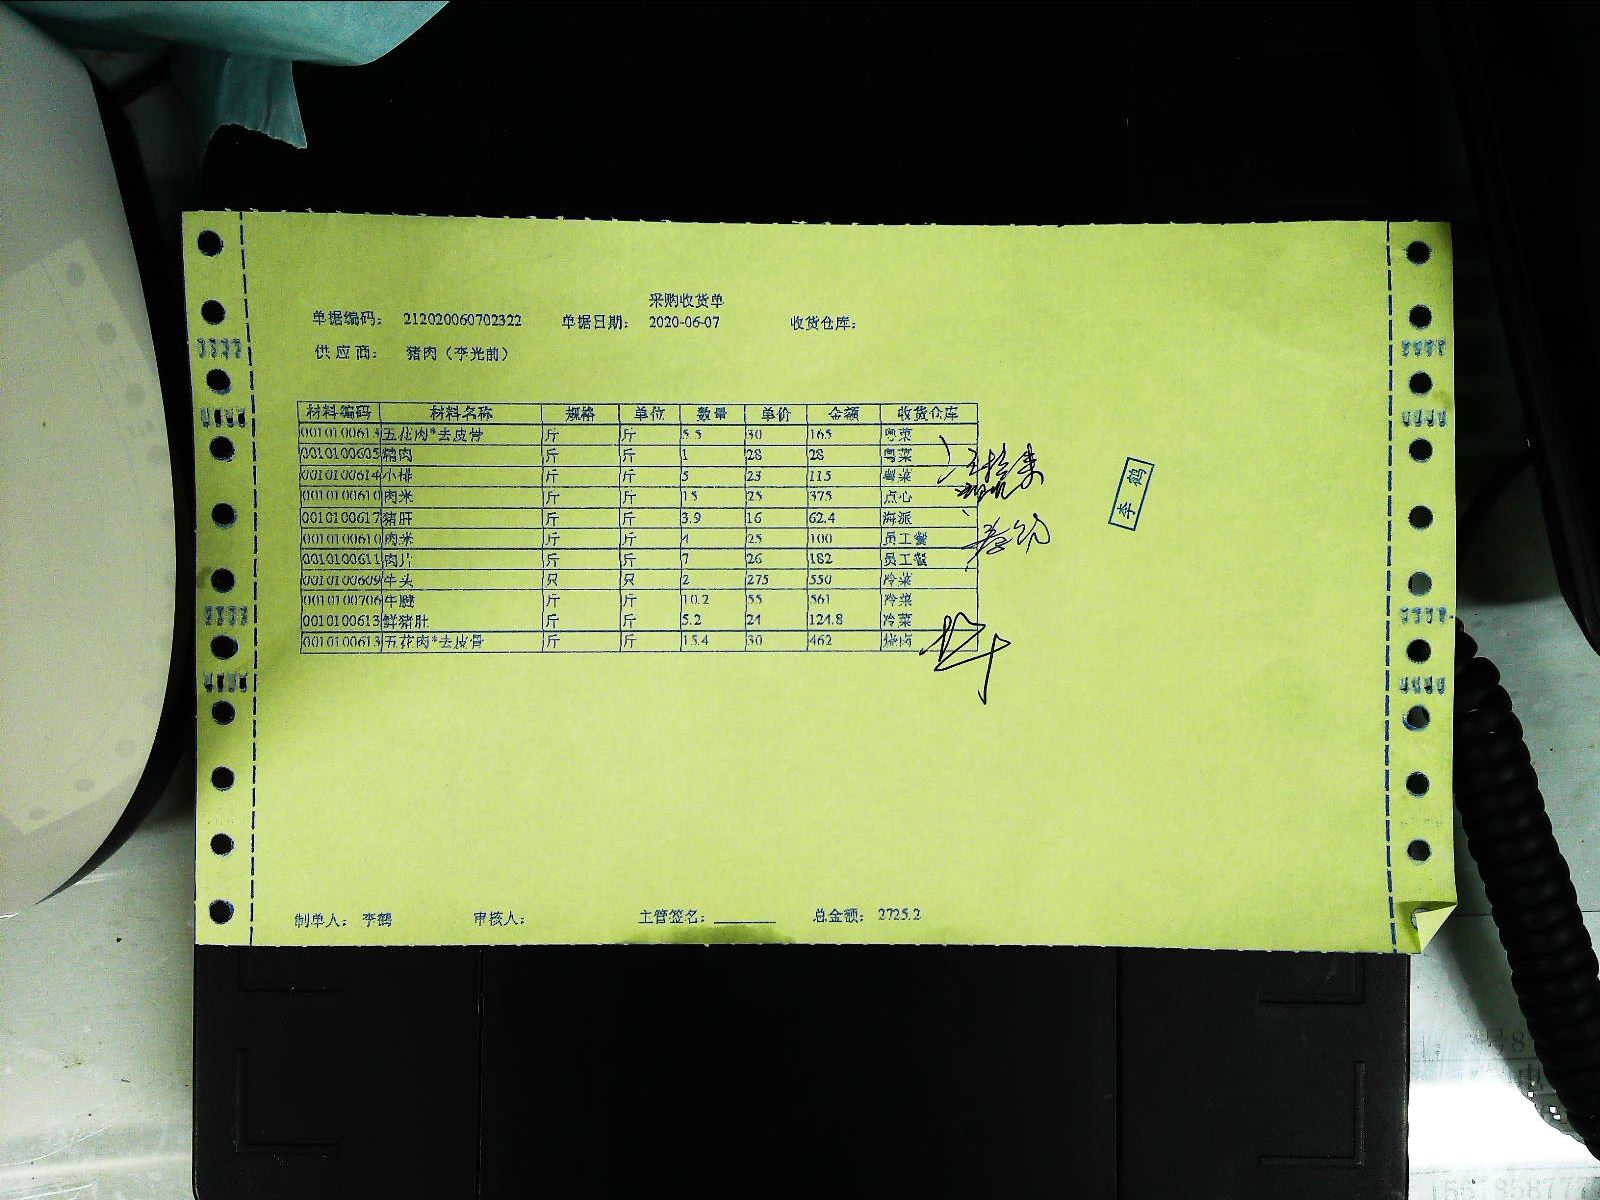 采购收货单
单据编码： 212020060702322 单据日期： 2020-06-07 收货仓库：
供应商： 猪肉（李光前）
材料编码 材料名称 规格 单位 数量 单价 金额 收货仓库
0010100613 五花肉*去皮骨 斤 斤 5.5 30 165 粤菜
0010100605 精肉 斤 斤 1 28 28 粤菜
0010100614 小排 斤 斤 5 23 115 粤菜
0010100610 肉米 斤 斤 15 25 375 点心
0010100617 猪肝 斤 斤 3.9 16 62.4 海派
0010100610 肉米 斤 斤 4 25 100 员工餐
0010100611 肉片 斤 斤 7 26 182 员工餐
0010100609 牛头 只 只 2 275 550 冷菜
0010100706 牛腱 斤 斤 10.2 55 561 冷菜
0010100613 鲜猪肚 斤 斤 5.2 24 124.8 冷菜
0010100613 五花肉*去皮骨 斤 斤 15.4 30 462 烧卤
李鹤
制单人： 李鹤 审核人： 主管签名： 总金额： 2725.2